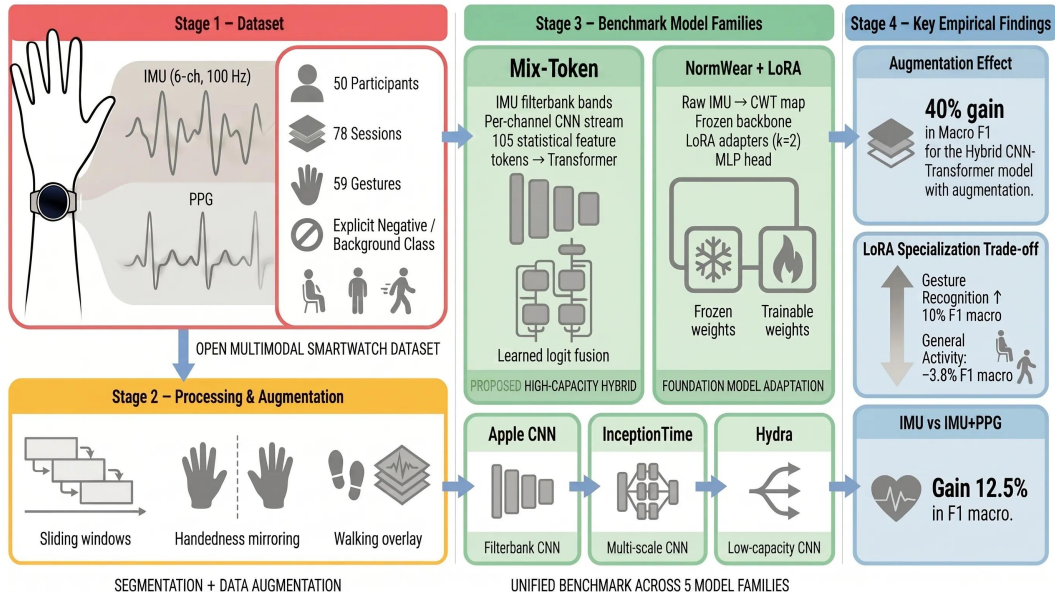 Stage 1 – Dataset
IMU (6-ch, 100 Hz)
PPG
50 Participants
78 Sessions
59 Gestures
Explicit Negative /
Background Class
OPEN MULTIMODAL SMARTWATCH DATASET
Stage 2 – Processing & Augmentation
Sliding windows
Handedness mirroring
Walking overlay
SEGMENTATION + DATA AUGMENTATION
Stage 3 – Benchmark Model Families
Mix-Token
IMU filterbank bands
Per-channel CNN stream
105 statistical feature
tokens → Transformer
Learned logit fusion
PROPOSED HIGH-CAPACITY HYBRID
NormWear + LoRA
Raw IMU → CWT map
Frozen backbone
LoRA adapters (k=2)
MLP head
Frozen
weights
Trainable
weights
FOUNDATION MODEL ADAPTATION
Apple CNN
Filterbank CNN
InceptionTime
Multi-scale CNN
Hydra
Low-capacity CNN
UNIFIED BENCHMARK ACROSS 5 MODEL FAMILIES
Stage 4 – Key Empirical Findings
Augmentation Effect
40% gain
in Macro F1
for the Hybrid CNN-
Transformer model
with augmentation.
LoRA Specialization Trade-off
Gesture
Recognition ↑
10% F1 macro
General
Activity:
–3.8% F1 macro
IMU vs IMU+PPG
Gain 12.5%
in F1 macro.